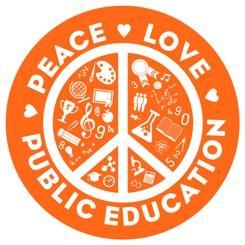 PEACE ♥ LOVE
♥ PUBLIC EDUCATION ♥